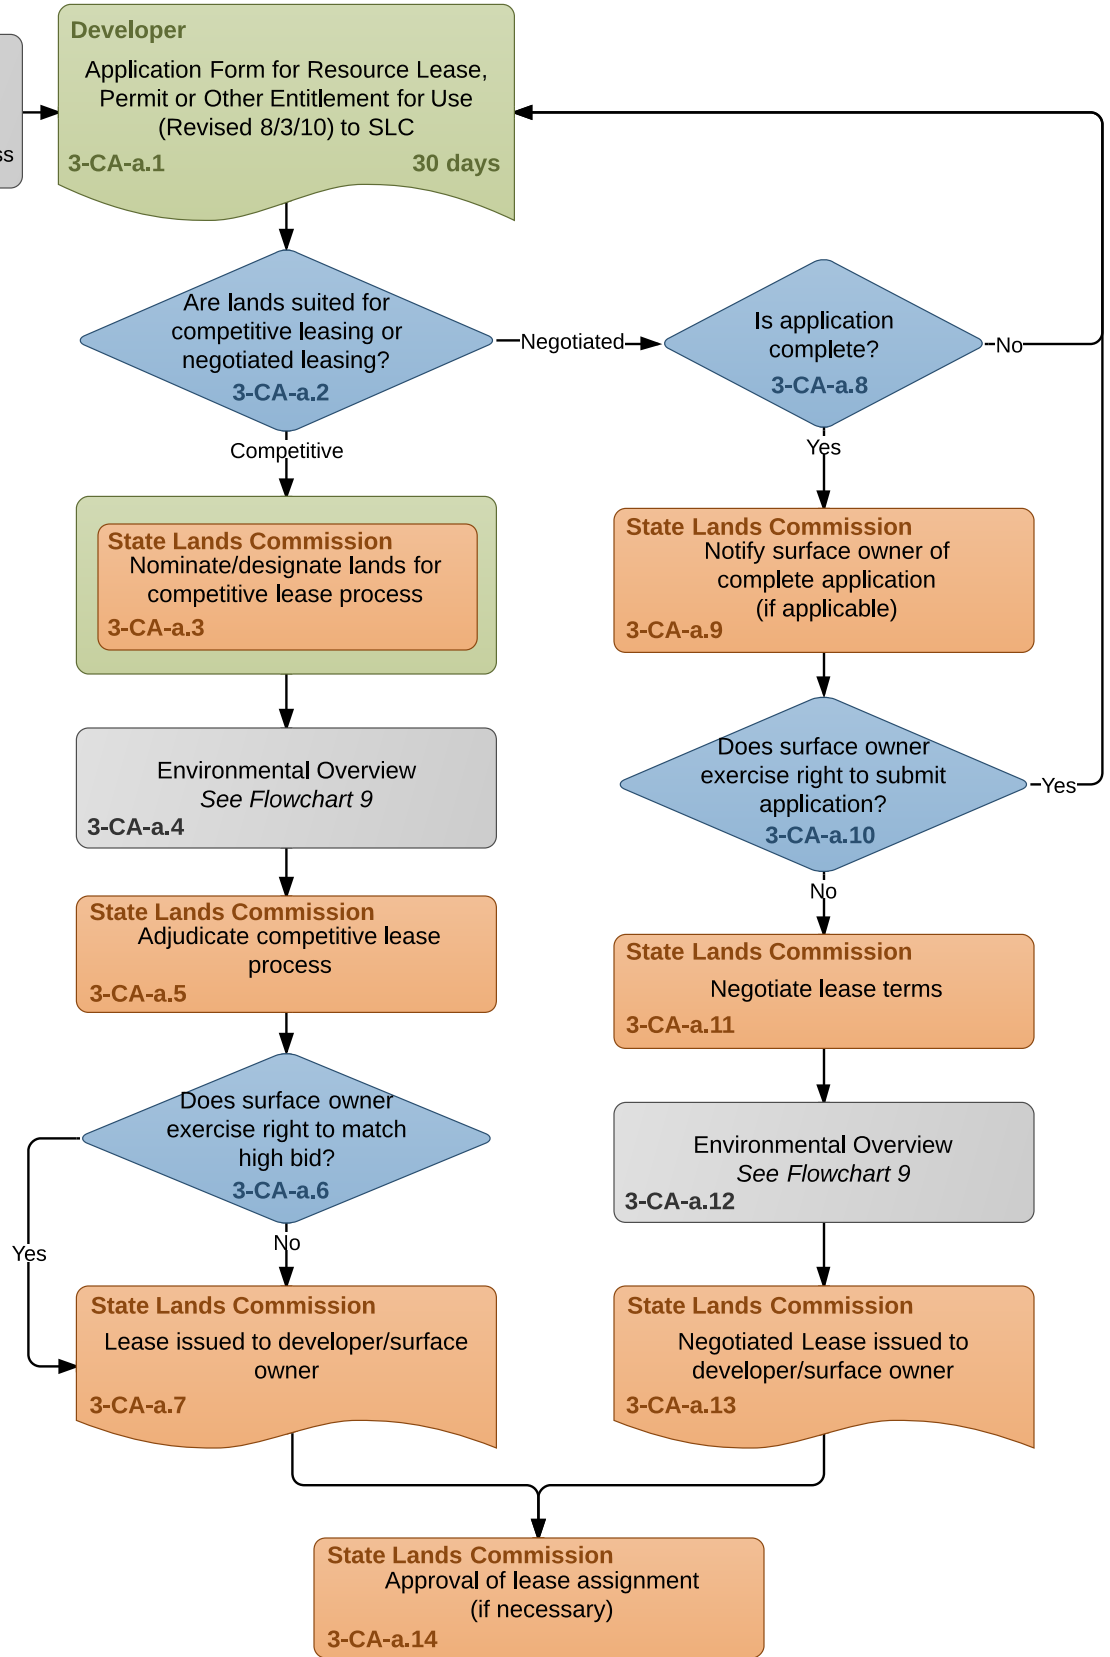 Developer
Application Form for Resource Lease,
Permit or Other Entitlement for Use
(Revised 8/3/10) to SLC
3-CA-a.1
30 days
Are lands suited for
competitive leasing or
negotiated leasing?
3-CA-a.2
Negotiated
Is application
complete?
3-CA-a.8
No
Competitive
Yes
State Lands Commission
Nominate/designate lands for
competitive lease process
3-CA-a.3
State Lands Commission
Notify surface owner of
complete application
(if applicable)
3-CA-a.9
Environmental Overview
See Flowchart 9
3-CA-a.4
Does surface owner
exercise right to submit
application?
3-CA-a.10
Yes
No
State Lands Commission
Adjudicate competitive lease
process
3-CA-a.5
State Lands Commission
Negotiate lease terms
3-CA-a.11
Does surface owner
exercise right to match
high bid?
3-CA-a.6
Yes
No
Environmental Overview
See Flowchart 9
3-CA-a.12
State Lands Commission
Lease issued to developer/surface
owner
3-CA-a.7
State Lands Commission
Negotiated Lease issued to
developer/surface owner
3-CA-a.13
State Lands Commission
Approval of lease assignment
(if necessary)
3-CA-a.14